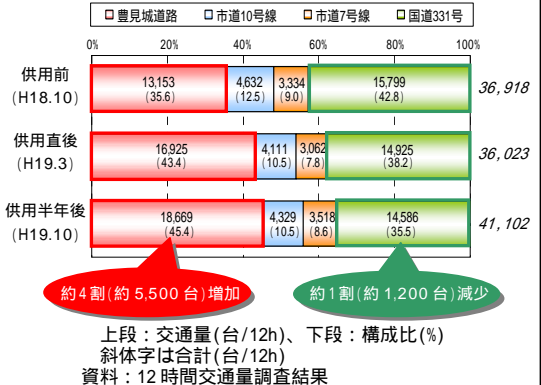 豊見城道路 市道10号線 市道7号線 国道331号
0% 20% 40% 60% 80% 100%
供用前
(H18.10)
13,153 4,632 3,334 15,799 36,918
(35.6) (12.5) (9.0) (42.8)
供用直後
(H19.3)
16,925 4,111 3,062 14,925 36,023
(43.4) (10.5) (7.8) (38.2)
供用半年後
(H19.10)
18,669 4,329 3,518 14,586 41,102
(45.4) (10.5) (8.6) (35.5)
約4割(約5,500台)増加 約1割(約1,200台)減少
上段：交通量(台/12h)、下段：構成比(%)
斜体字は合計(台/12h)
資料：12時間交通量調査結果